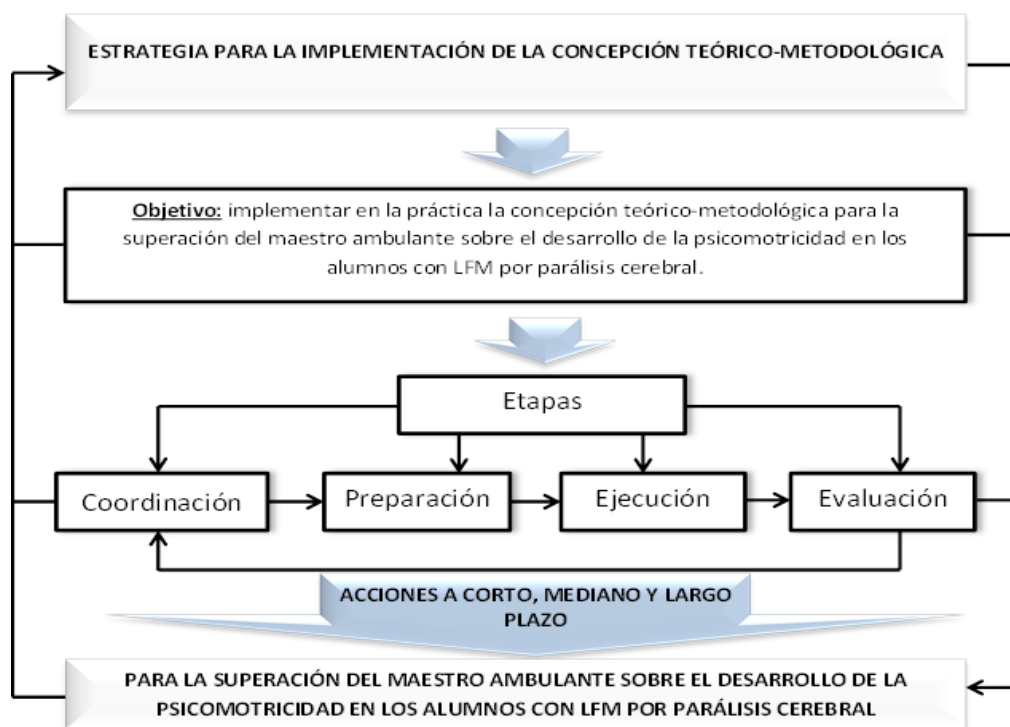 ESTRATEGIA PARA LA IMPLEMENTACIÓN DE LA CONCEPCIÓN TEÓRICO-METODOLÓGICA
Objetivo: implementar en la práctica la concepción teórico-metodológica para la
superación del maestro ambulante sobre el desarrollo de la psicomotricidad en los
alumnos con LFM por parálisis cerebral.
Etapas
Coordinación
Preparación
Ejecución
Evaluación
ACCIONES A CORTO, MEDIANO Y LARGO
PLAZO
PARA LA SUPERACIÓN DEL MAESTRO AMBULANTE SOBRE EL DESARROLLO DE LA
PSICOMOTRICIDAD EN LOS ALUMNOS CON LFM POR PARÁLISIS CEREBRAL